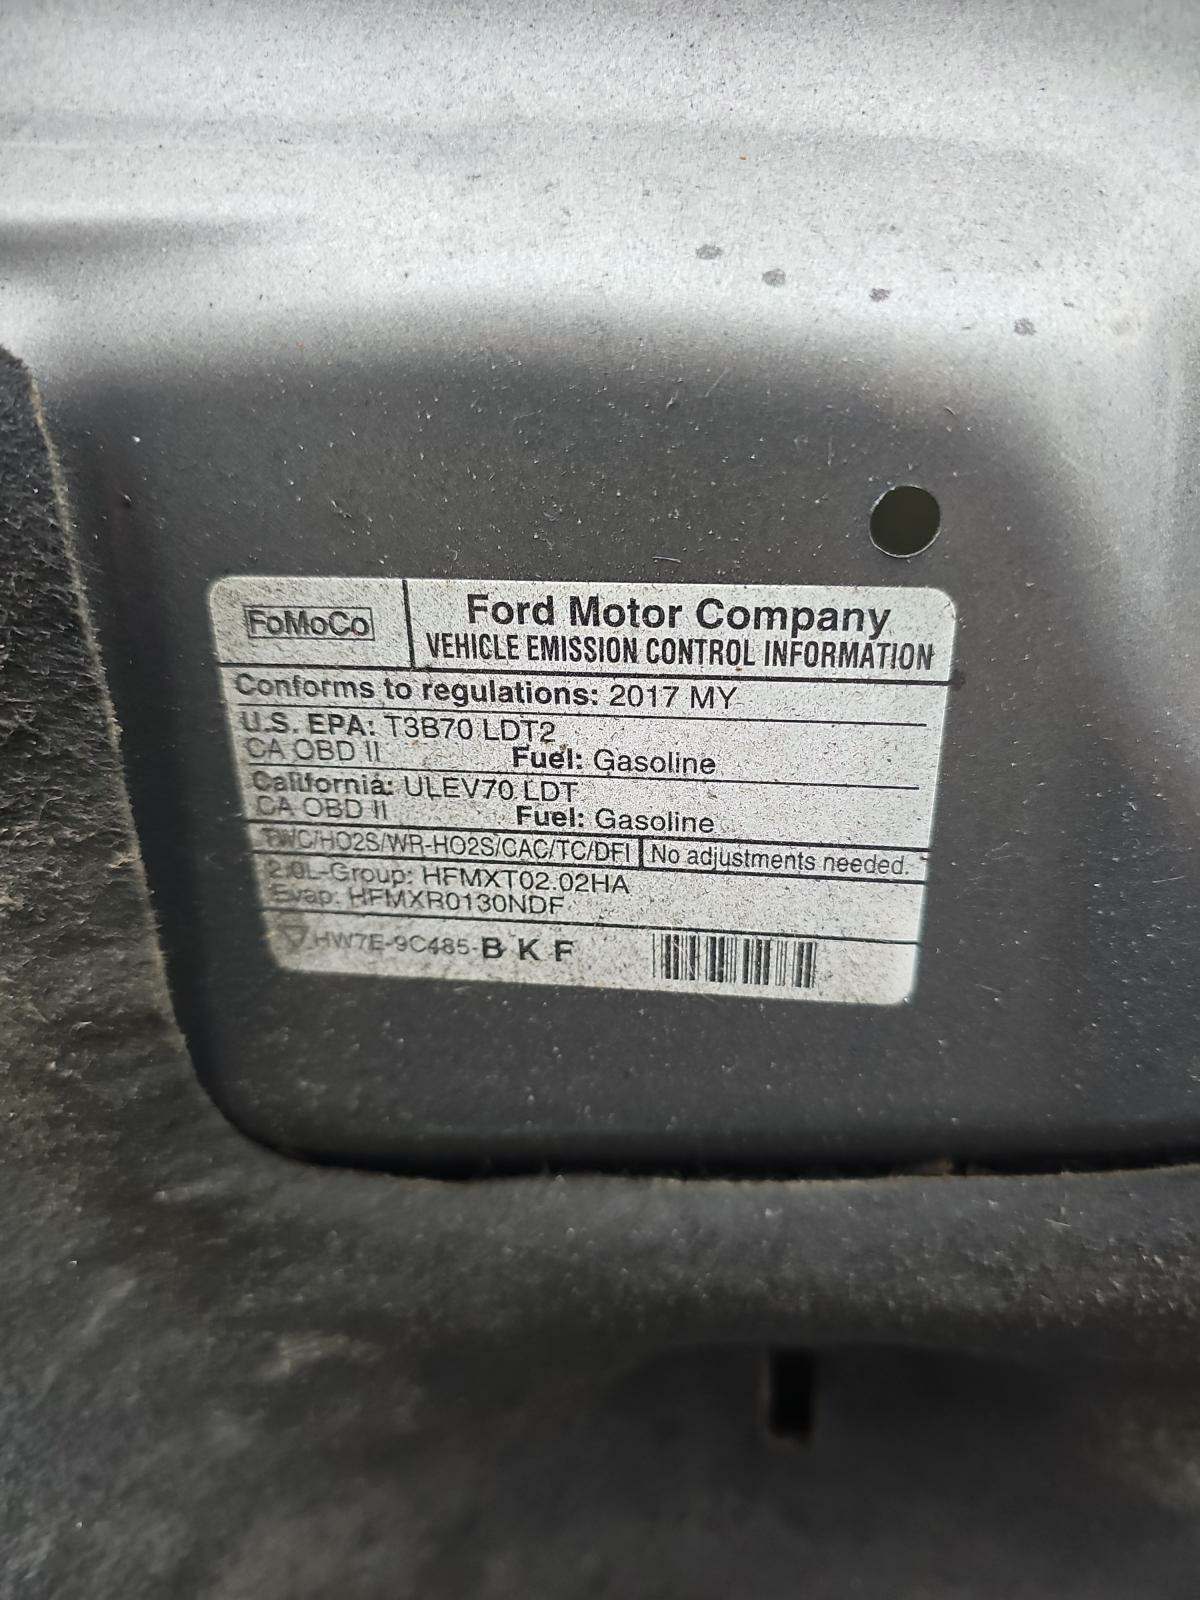 FoMoCo
Ford Motor Company
VEHICLE EMISSION CONTROL INFORMATION
Conforms to regulations: 2017 MY
U.S. EPA: T3B70 LDT2
CA OBD II Fuel: Gasoline
California: ULEV70 LDT
CA OBD II Fuel: Gasoline
TWC/HO2S/WR-HO2S/CAC/TC/DFI No adjustments needed.
2.0L-Group: HFMXT02.02HA
Evap: HFMXR0130NDF
HW7E-9C485-B K F